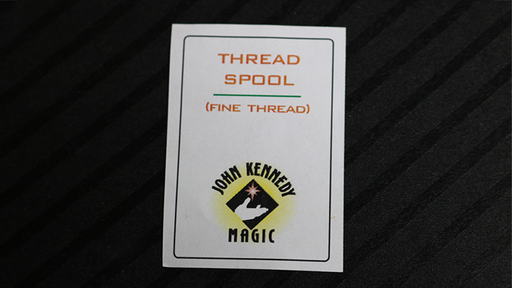 THREAD
SPOOL
(FINE THREAD)
JOHN KENNEDY
MAGIC